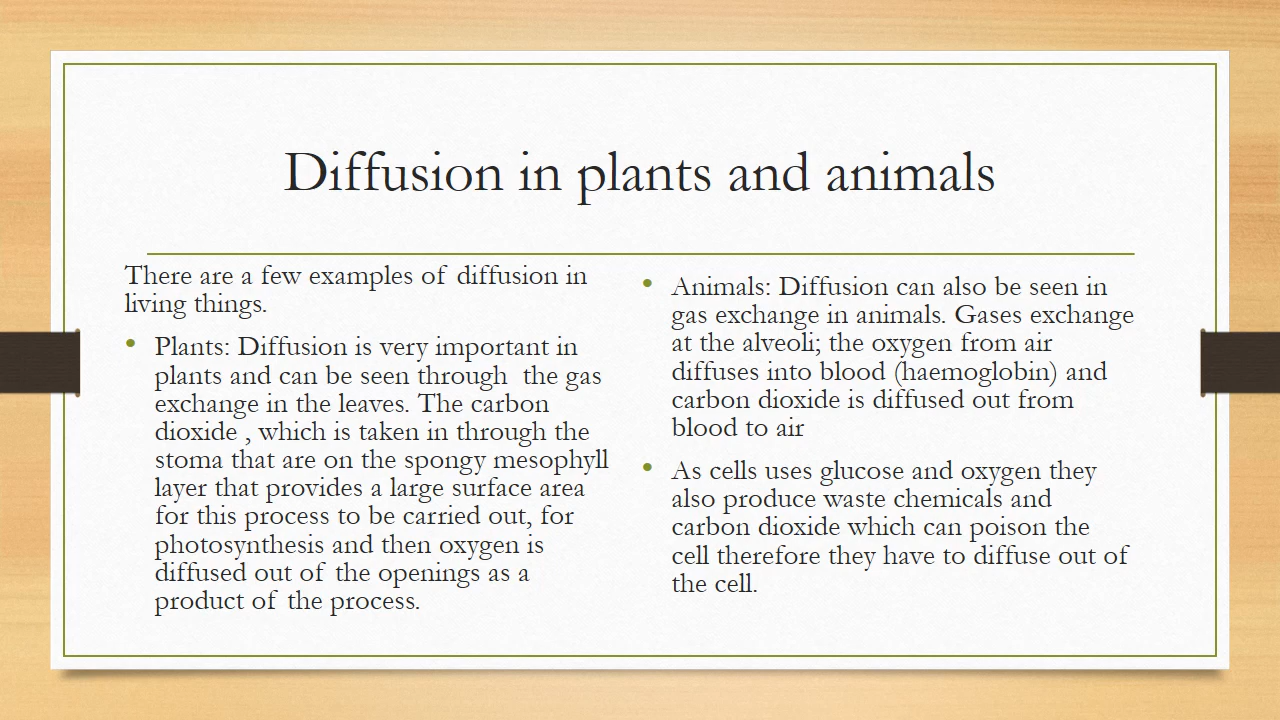 Diffusion in plants and animals
There are a few examples of diffusion in
living things.
• Plants: Diffusion is very important in
plants and can be seen through  the gas
exchange in the leaves. The carbon
dioxide , which is taken in through the
stoma that are on the spongy mesophyll
layer that provides a large surface area
for this process to be carried out, for
photosynthesis and then oxygen is
diffused out of the openings as a
product of the process.
• Animals: Diffusion can also be seen in
gas exchange in animals. Gases exchange
at the alveoli; the oxygen from air
diffuses into blood (haemoglobin) and
carbon dioxide is diffused out from
blood to air
• As cells uses glucose and oxygen they
also produce waste chemicals and
carbon dioxide which can poison the
cell therefore they have to diffuse out of
the cell.